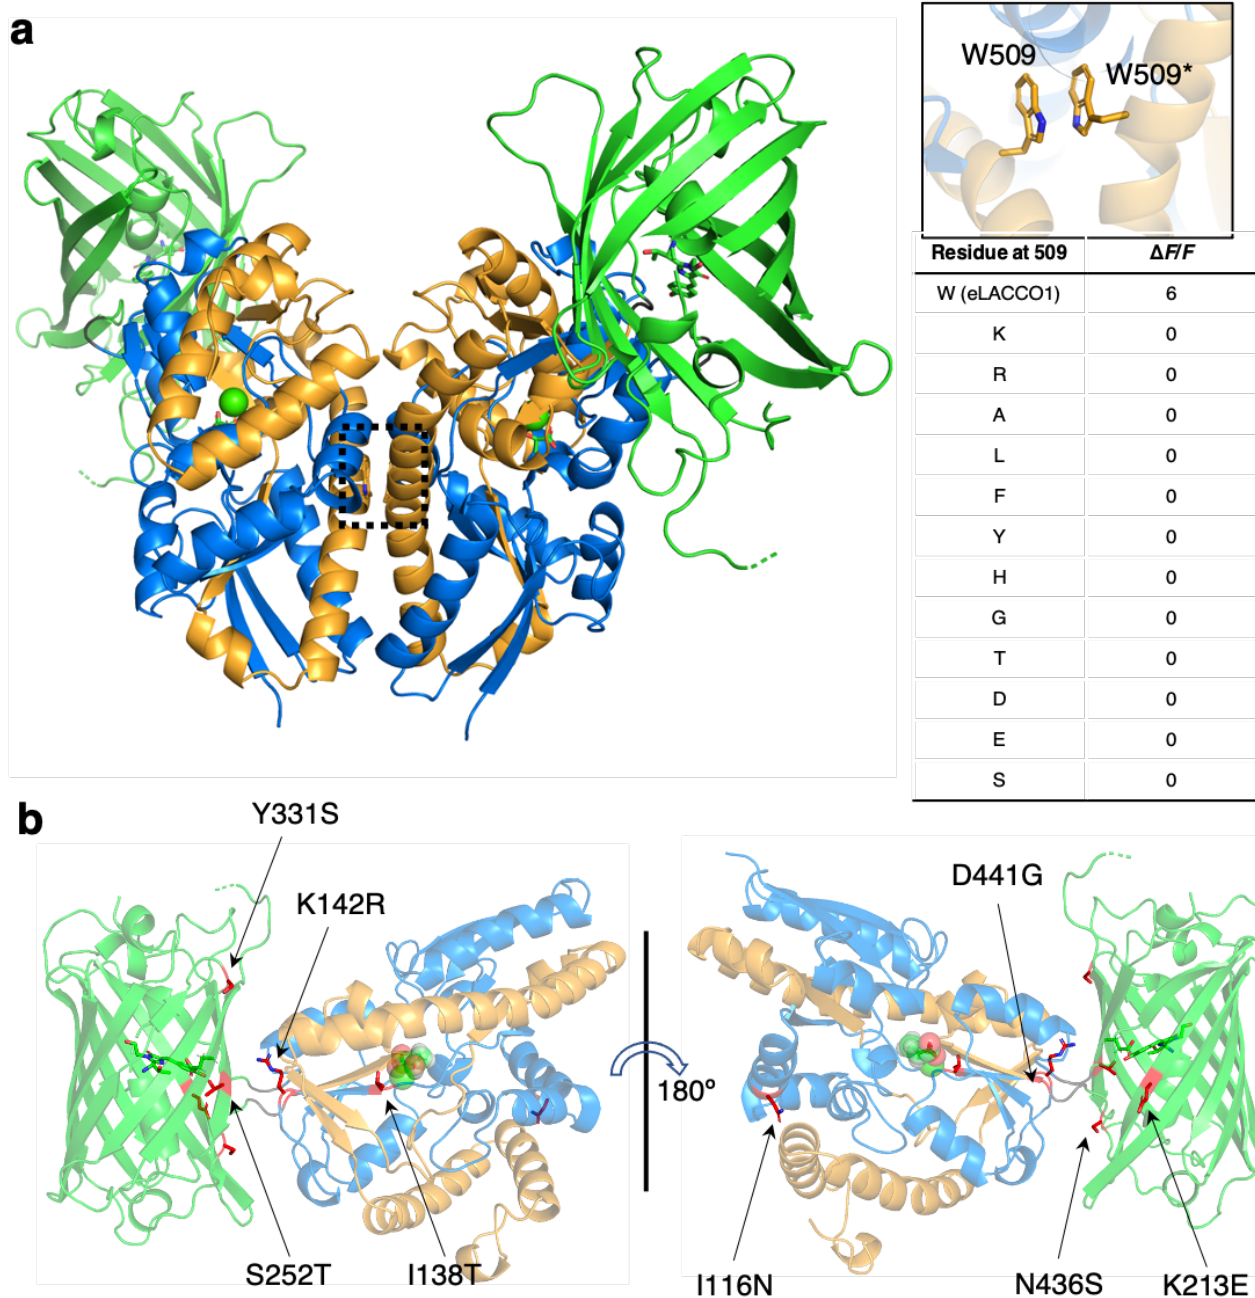 a
W509
W509*
Residue at 509 ΔF/F
W (eLACCO1) 6
K 0
R 0
A 0
L 0
F 0
Y 0
H 0
G 0
T 0
D 0
E 0
S 0
b
Y331S
K142R
D441G
180º
S252T
I138T
I116N
N436S
K213E